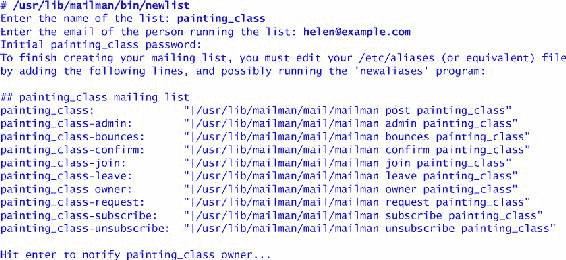 # /usr/lib/mailman/bin/newlist
Enter the name of the list: painting_class
Enter the email of the person running the list: helen@example.com
Initial painting_class password:
To finish creating your mailing list, you must edit your /etc/aliases (or equivalent) file
by adding the following lines, and possibly running the 'newaliases' program:

## painting_class mailing list
painting_class: "|/usr/lib/mailman/mail/mailman post painting_class"
painting_class-admin: "|/usr/lib/mailman/mail/mailman admin painting_class"
painting_class-bounces: "|/usr/lib/mailman/mail/mailman bounces painting_class"
painting_class-confirm: "|/usr/lib/mailman/mail/mailman confirm painting_class"
painting_class-join: "|/usr/lib/mailman/mail/mailman join painting_class"
painting_class-leave: "|/usr/lib/mailman/mail/mailman leave painting_class"
painting_class-owner: "|/usr/lib/mailman/mail/mailman owner painting_class"
painting_class-request: "|/usr/lib/mailman/mail/mailman request painting_class"
painting_class-subscribe: "|/usr/lib/mailman/mail/mailman subscribe painting_class"
painting_class-unsubscribe: "|/usr/lib/mailman/mail/mailman unsubscribe painting_class"

Hit enter to notify painting_class owner...